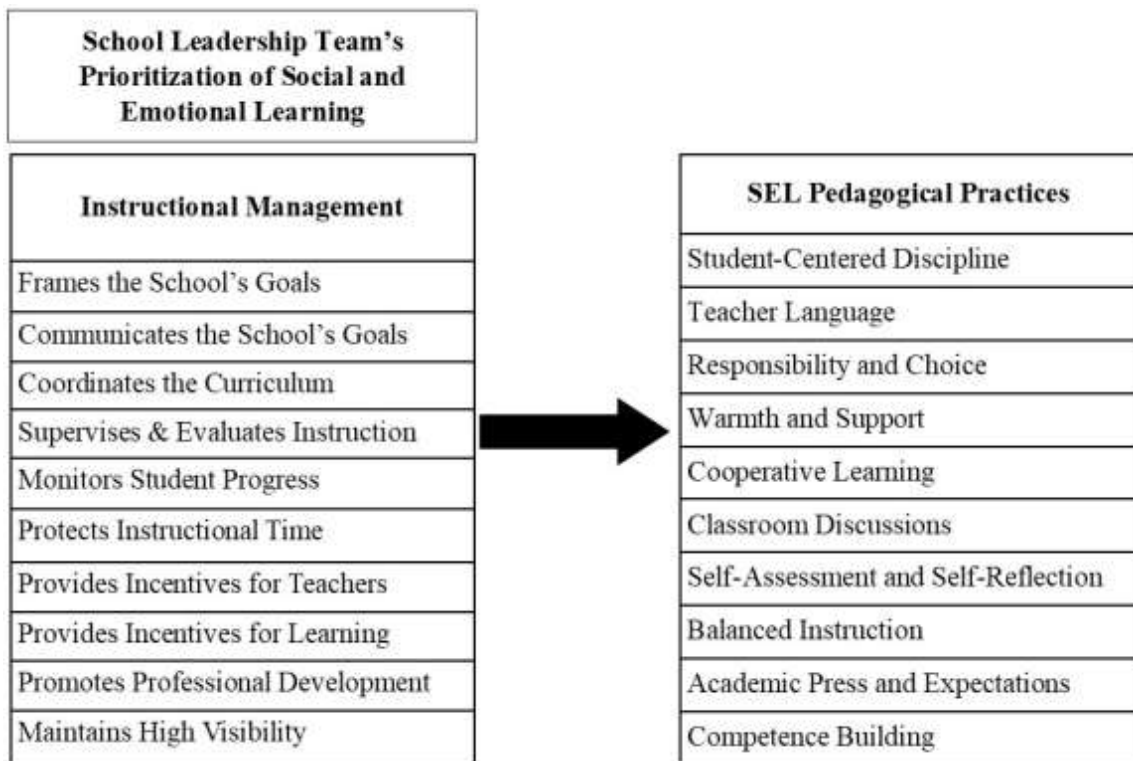 School Leadership Team's
Prioritization of Social and
Emotional Learning
Instructional Management
Frames the School's Goals
Communicates the School's Goals
Coordinates the Curriculum
Supervises & Evaluates Instruction
Monitors Student Progress
Protects Instructional Time
Provides Incentives for Teachers
Provides Incentives for Learning
Promotes Professional Development
Maintains High Visibility
SEL Pedagogical Practices
Student-Centered Discipline
Teacher Language
Responsibility and Choice
Warmth and Support
Cooperative Learning
Classroom Discussions
Self-Assessment and Self-Reflection
Balanced Instruction
Academic Press and Expectations
Competence Building